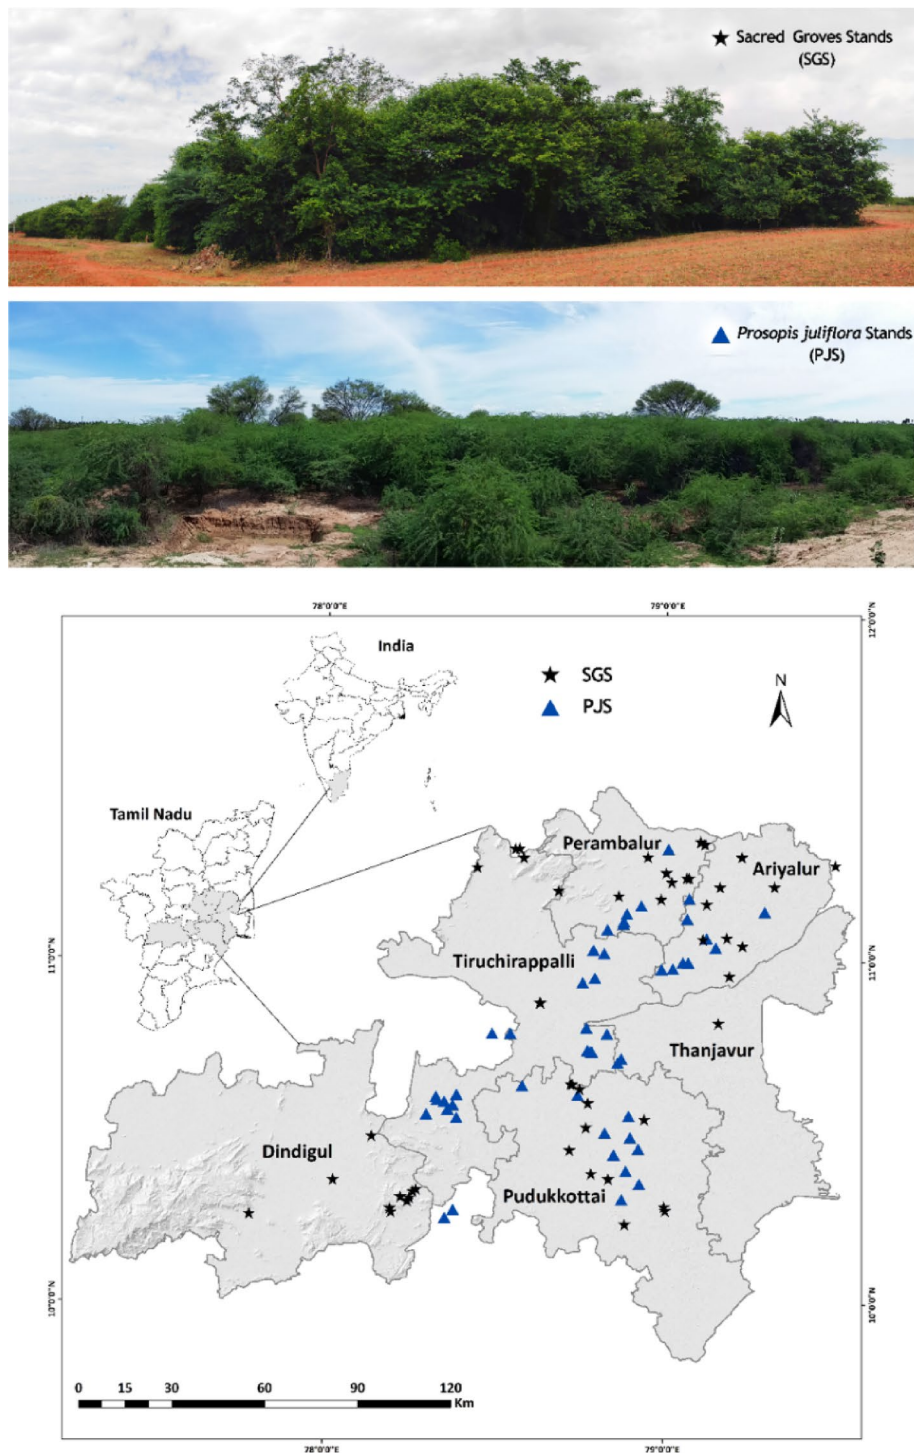 ★ Sacred Groves Stands
(SGS)
▲ Prosopis juliflora Stands
(PJS)
78°0'0"E
79°0'0"E
12°0'0"N
India
★ SGS
▲ PJS
N
Tamil Nadu
Perambalur
Ariyalur
11°0'0"N
11°0'0"N
Tiruchirappalli
Thanjavur
Dindigul
Pudukkottai
10°0'0"N
10°0'0"N
0 15 30 60 90 120
Km
78°0'0"E
79°0'0"E